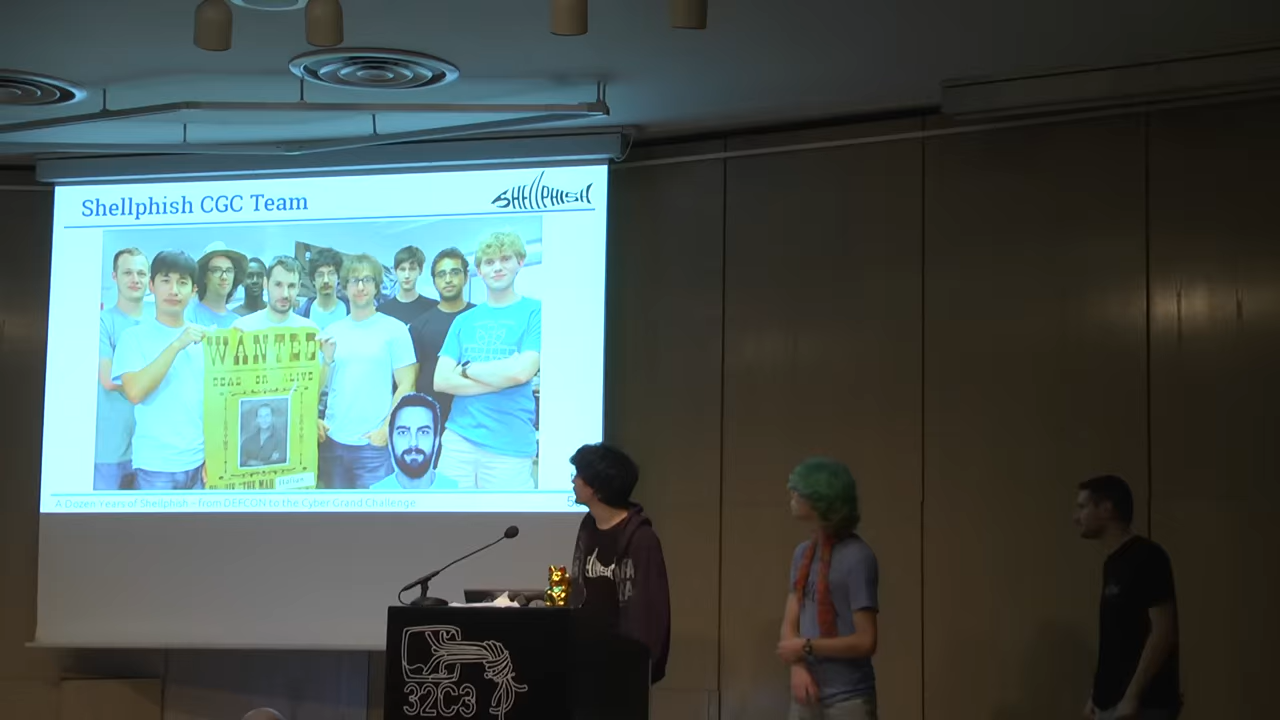 Shellphish CGC Team
SHELLPHISH
WANTED
DEAD OR ALIVE
A Dozen Years of Shellphish – from DEFCON to the Cyber Grand Challenge
32C3